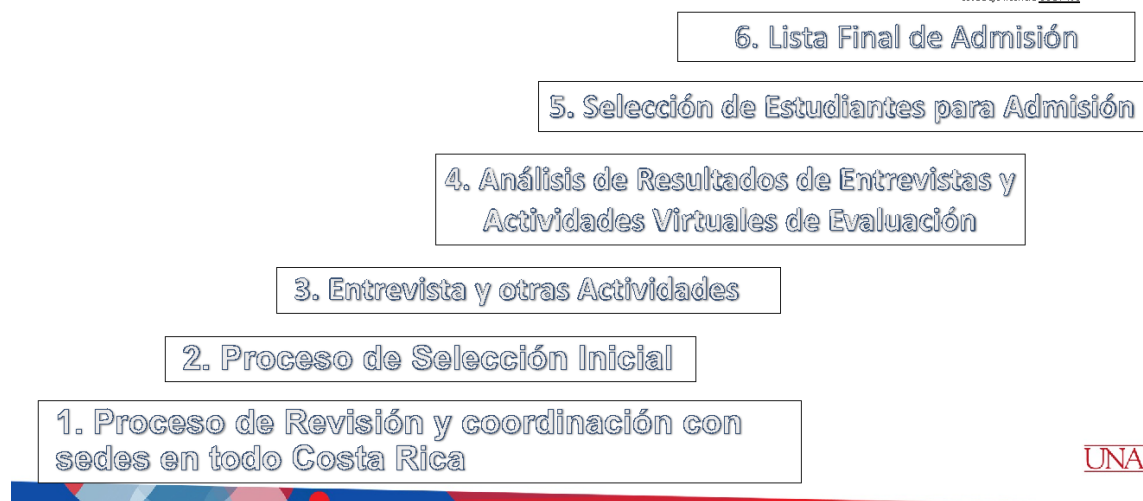 6. Lista Final de Admisión
5. Selección de Estudiantes para Admisión
4. Análisis de Resultados de Entrevistas y
Actividades Virtuales de Evaluación
3. Entrevista y otras Actividades
2. Proceso de Selección Inicial
1. Proceso de Revisión y coordinación con
sedes en todo Costa Rica
UNA